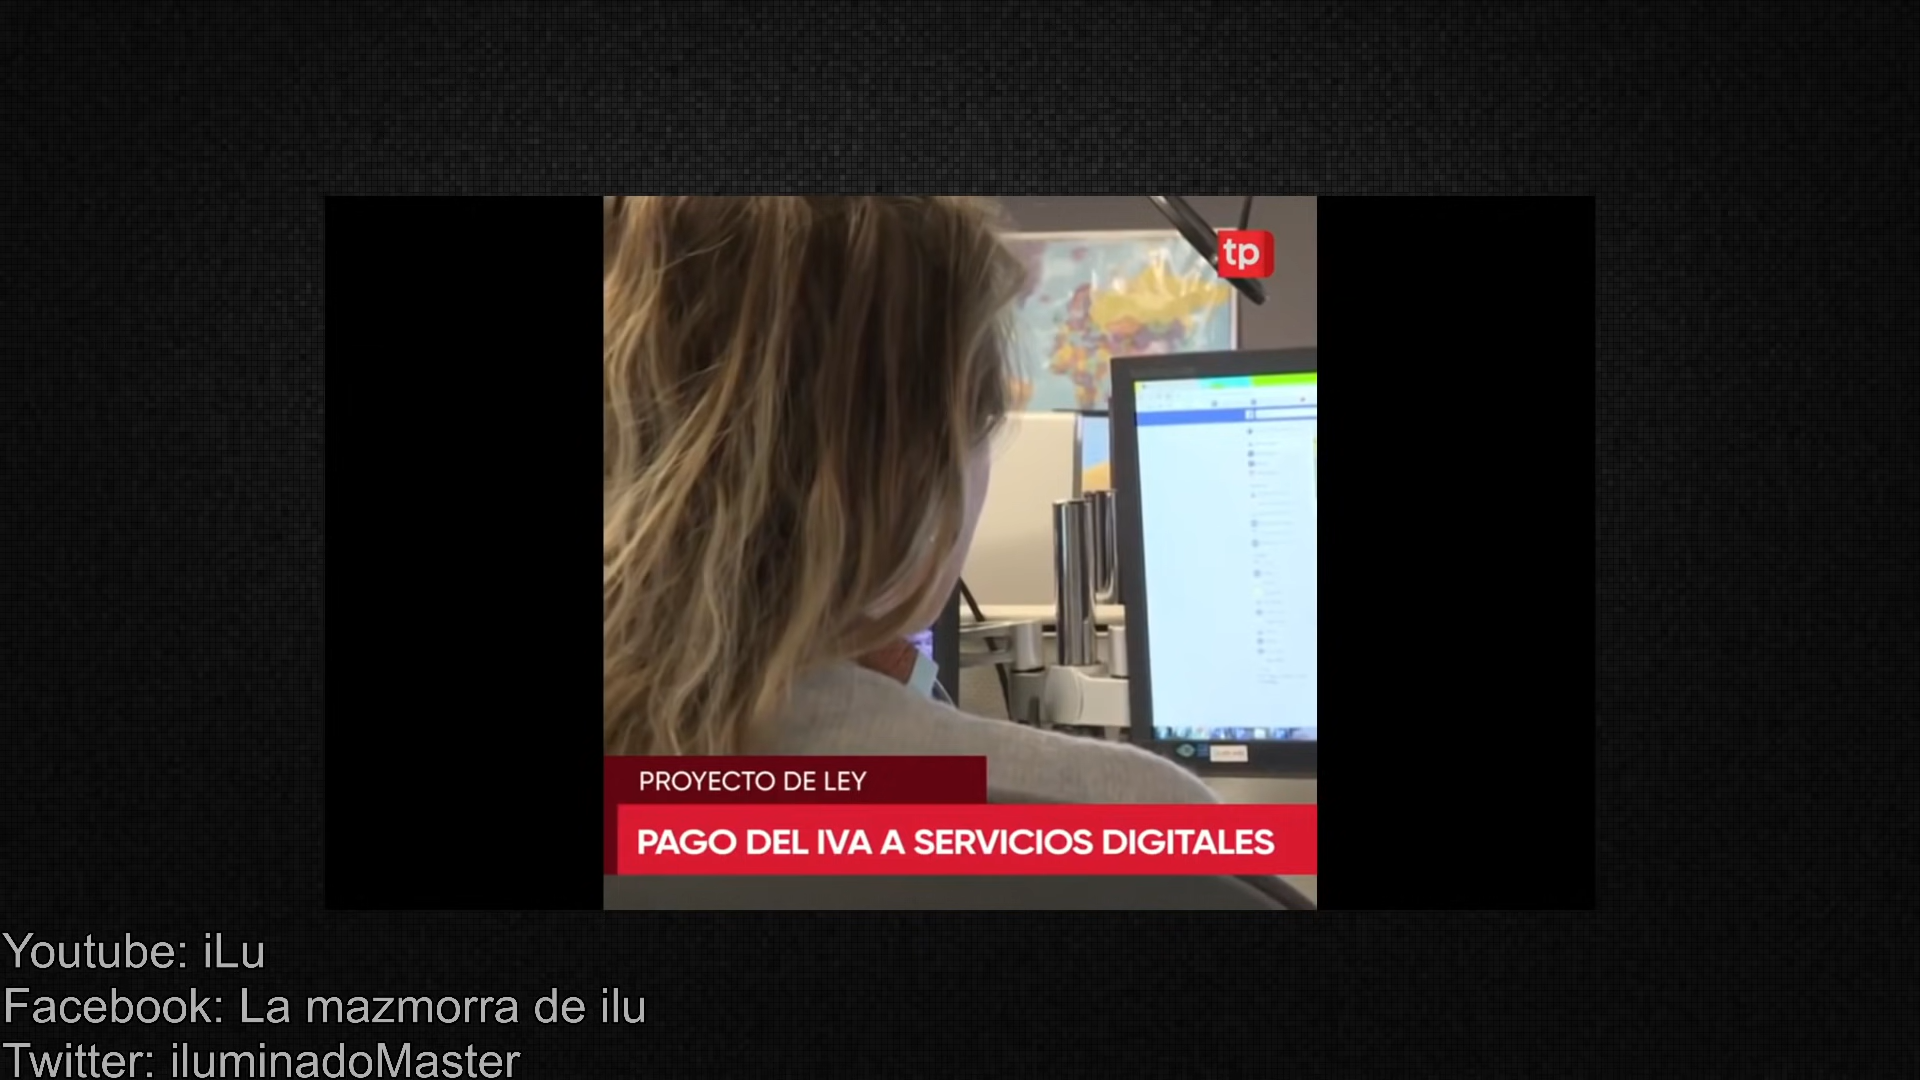 tp
PROYECTO DE LEY
PAGO DEL IVA A SERVICIOS DIGITALES
Youtube: iLu
Facebook: La mazmorra de ilu
Twitter: iluminadoMaster